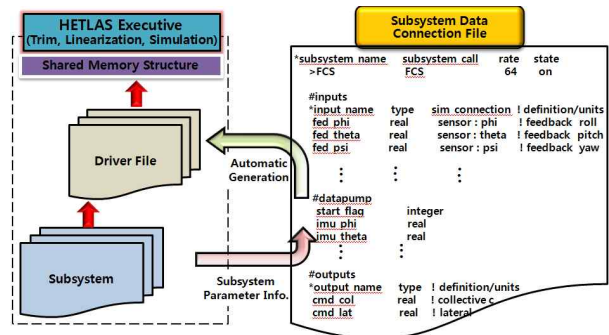 HETLAS Executive
(Trim, Linearization, Simulation)
Shared Memory Structure
Driver File
Automatic
Generation
Subsystem
Subsystem
Parameter Info.
Subsystem Data
Connection File
*subsystem name subsystem call rate state
>FCS FCS 64 on
#inputs
*input name type sim connection ! definition/units
fed phi real sensor : phi ! feedback roll
fed theta real sensor : theta ! feedback pitch
fed psi real sensor : psi ! feedback yaw
#datapump
start flag integer
imu phi real
imu theta real
#outputs
*output name type ! definition/units
cmd col real ! collective c
cmd lat real ! lateral